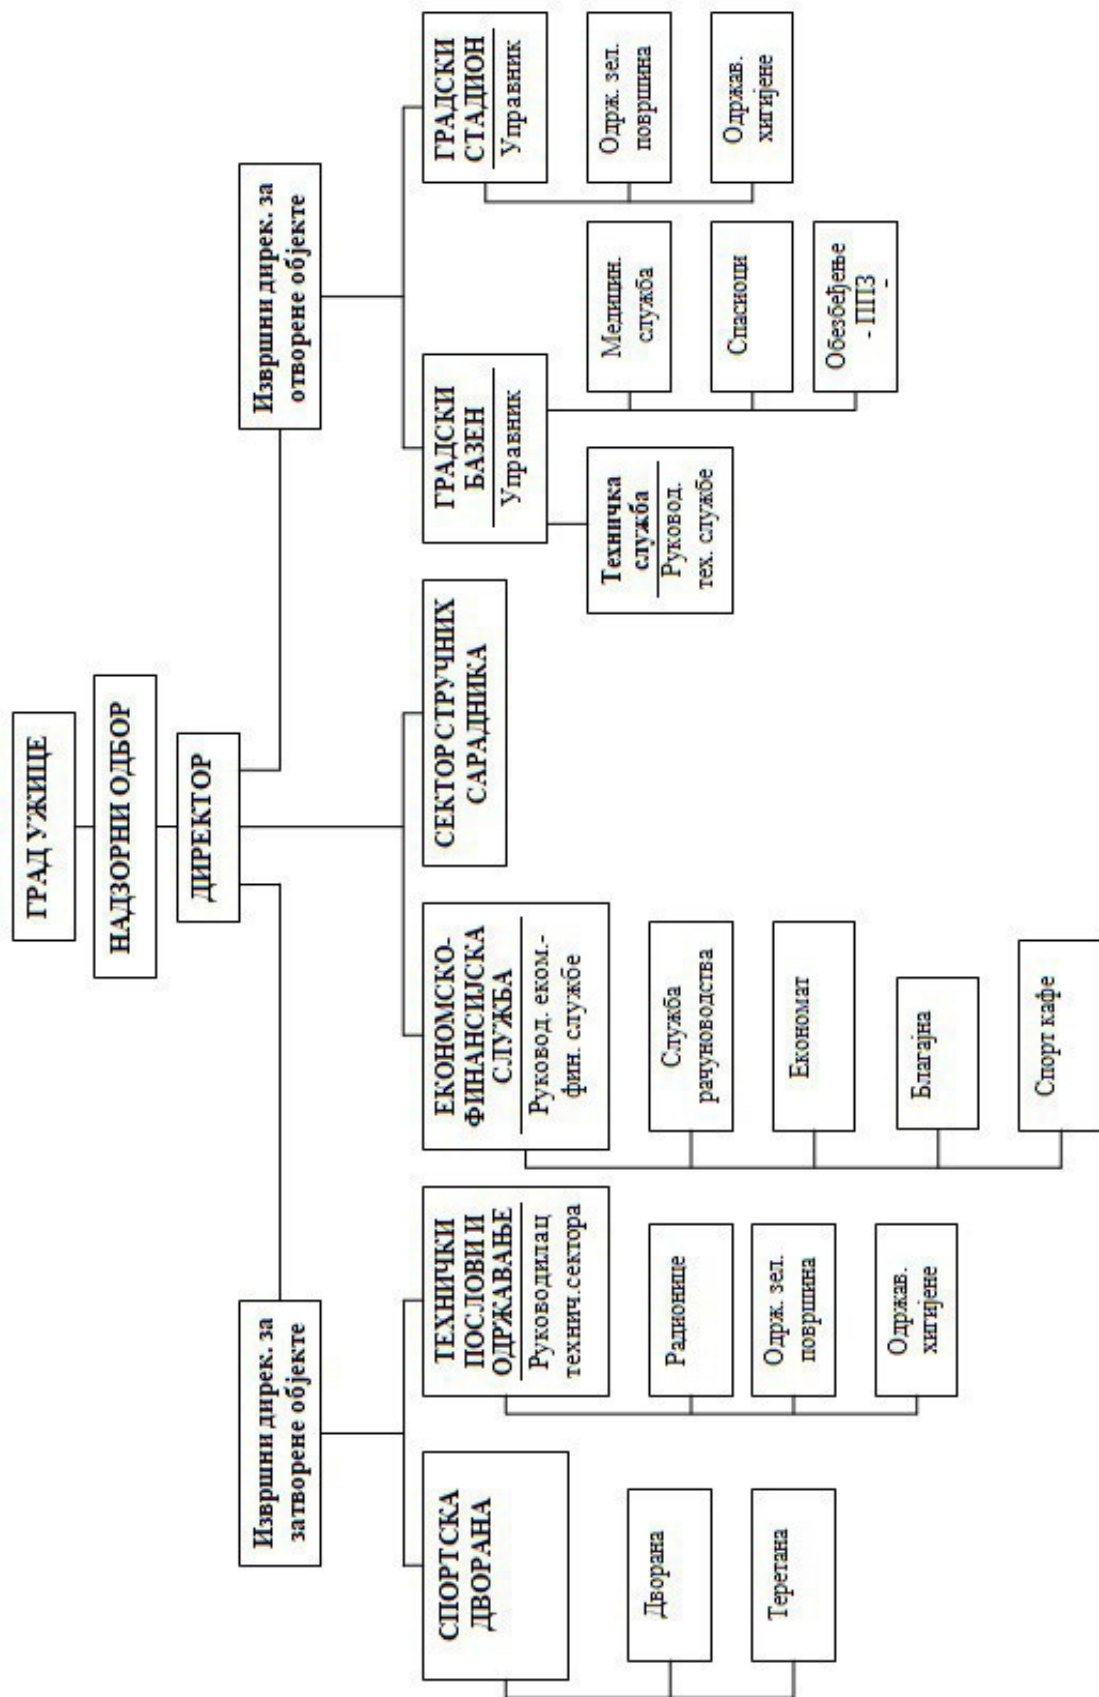 ГРАД УЖИЦЕ
НАДЗОРНИ ОДБОР
ДИРЕКТОР
Извршни дирек. за
затворене објекте
Извршни дирек. за
отворене објекте
СПОРТСКА
ДВОРАНА
Дворана
Теретана
ТЕХНИЧКИ
ПОСЛОВИ И
ОДРЖАВАЊЕ
Руководилац
технич.сектора
Радионице
Одрж. зел.
површина
Одржав.
хигијене
ЕКОНОМСКО-
ФИНАНСИЈСКА
СЛУЖБА
Руковод. еком.-
фин. службе
Служба
рачуноводства
Економат
Благајна
Спорт кафе
СЕКТОР СТРУЧНИХ
САРАДНИКА
ГРАДСКИ
БАЗЕН
Управник
Техничка
служба
Руковод.
тех. службе
Медицин.
служба
Спасиоци
Обезбеђење
- ППЗ
-
ГРАДСКИ
СТАДИОН
Управник
Одрж. зел.
површина
Одржав.
хигијене